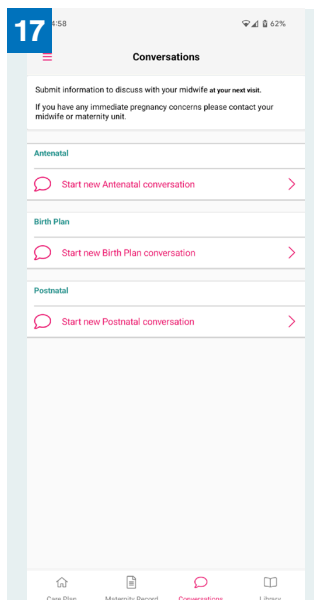 17
4:58
62%
Conversations
Submit information to discuss with your midwife at your next visit.
If you have any immediate pregnancy concerns please contact your
midwife or maternity unit.
Antenatal
Start new Antenatal conversation
Birth Plan
Start new Birth Plan conversation
Postnatal
Start new Postnatal conversation
Care Plan
Maternity Record
Conversations
Library